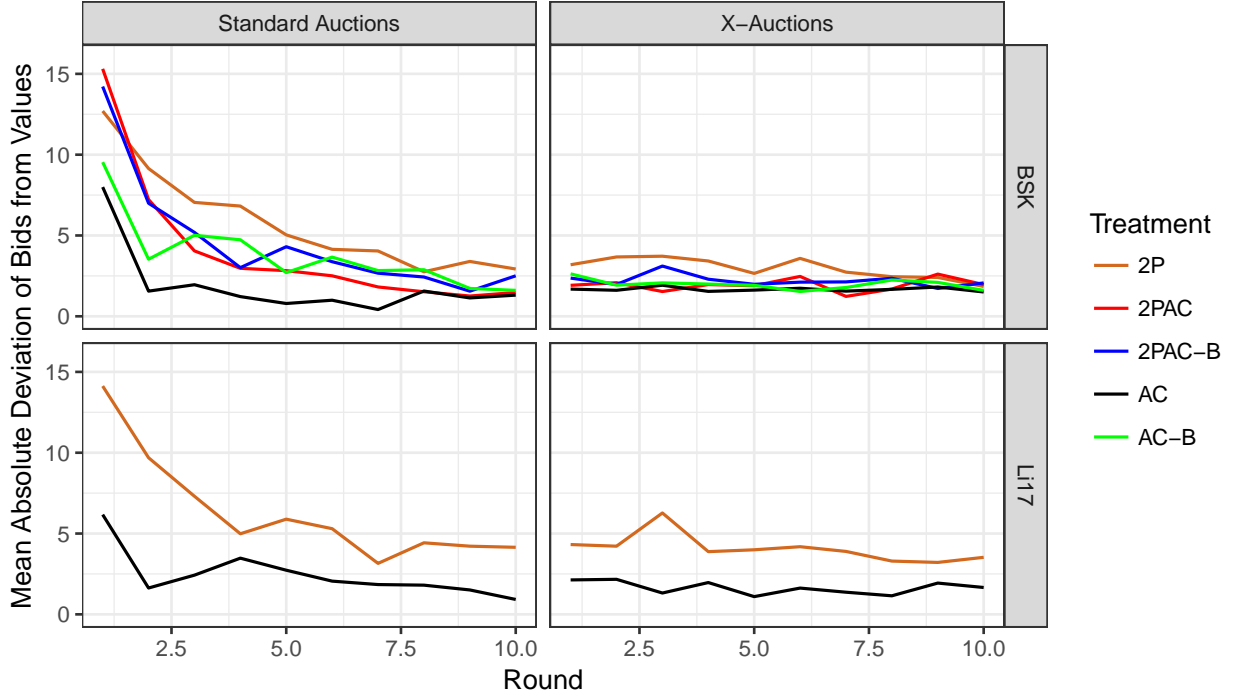 Standard Auctions
X−Auctions
Mean Absolute Deviation of Bids from Values
15
10
5
0
BSK
15
10
5
0
Li17
2.5
5.0
7.5
10.0
2.5
5.0
7.5
10.0
Round
Treatment
2P
2PAC
2PAC−B
AC
AC−B